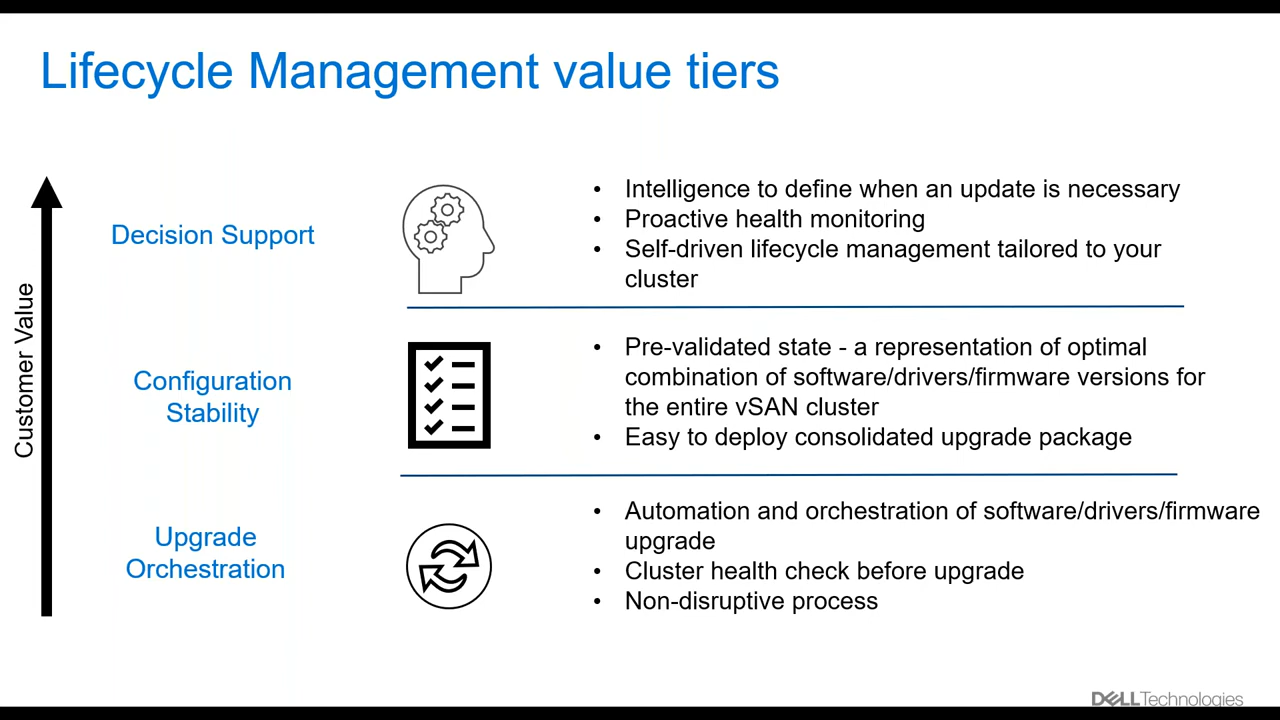 Lifecycle Management value tiers
Customer Value
Decision Support
• Intelligence to define when an update is necessary
• Proactive health monitoring
• Self-driven lifecycle management tailored to your
cluster
Configuration
Stability
• Pre-validated state - a representation of optimal
combination of software/drivers/firmware versions for
the entire vSAN cluster
• Easy to deploy consolidated upgrade package
Upgrade
Orchestration
• Automation and orchestration of software/drivers/firmware
upgrade
• Cluster health check before upgrade
• Non-disruptive process
DELLTechnologies